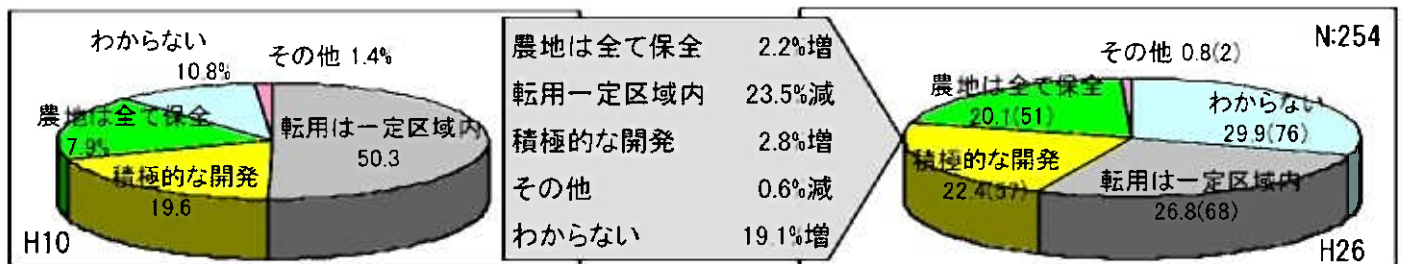 わからない
10.8%
その他 1.4%
農地は全て保全
7.9%
転用は一定区域内
50.3
積極的な開発
19.6
H10
農地は全て保全 2.2%増
転用一定区域内 23.5%減
積極的な開発 2.8%増
その他 0.6%減
わからない 19.1%増
N:254
その他 0.8(2)
農地は全て保全
20.1(51)
わからない
29.9(76)
積極的な開発
22.4(57)
転用は一定区域内
26.8(68)
H26